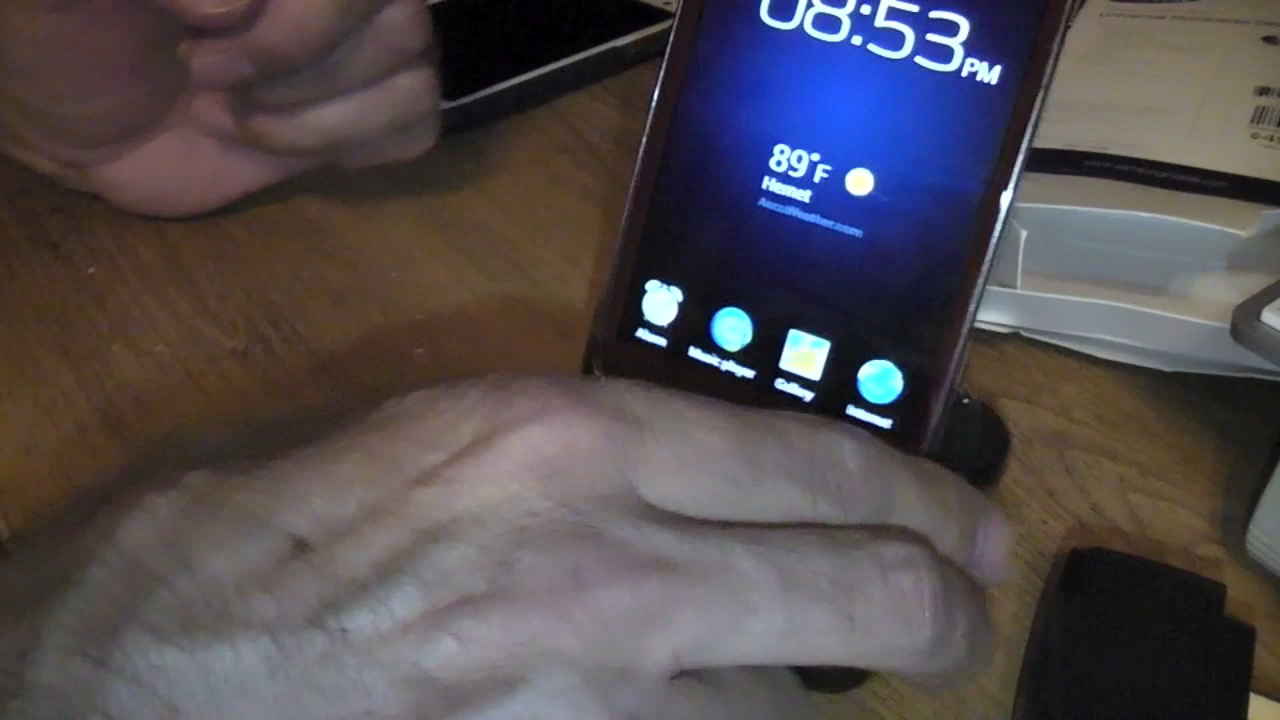 08:53PM
89°F
Hemet
AccuWeather.com
Alarm
Music player
Gallery
Internet